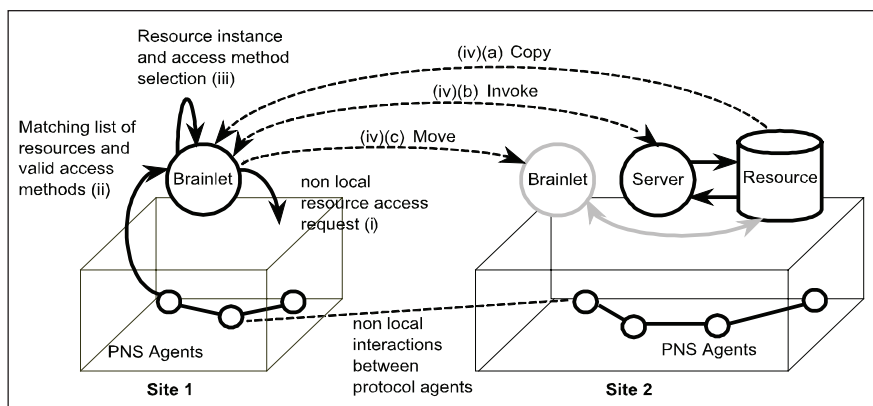 Resource instance
and access method
selection (iii)
(iv)(a) Copy
(iv)(b) Invoke
(iv)(c) Move
Matching list of
resources and
valid access
methods (ii)
Brainlet
non local
resource access
request (i)
Brainlet
Server
Resource
PNS Agents
non local
interactions
between
protocol agents
PNS Agents
Site 1
Site 2